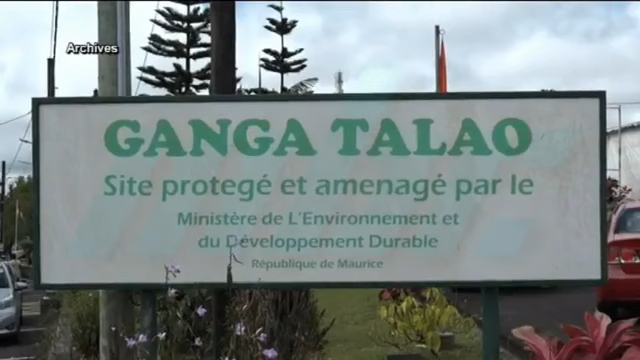 Archives
GANGA TALAO
Site protegé et amenagé par le
Ministère de L'Environnement et
du Développement Durable
République de Maurice